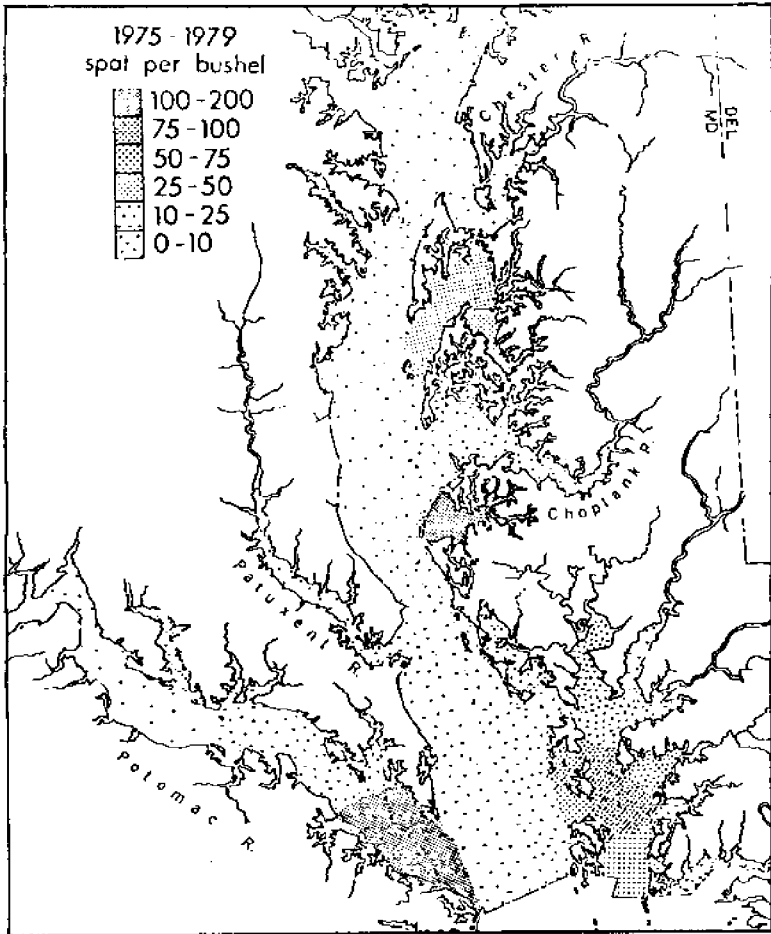 1975 - 1979
spat per bushel
100 - 200
75 - 100
50 - 75
25 - 50
10 - 25
0 - 10
Chester R
DEL
MD
Choptank R.
Patuxent R.
Potomac R.